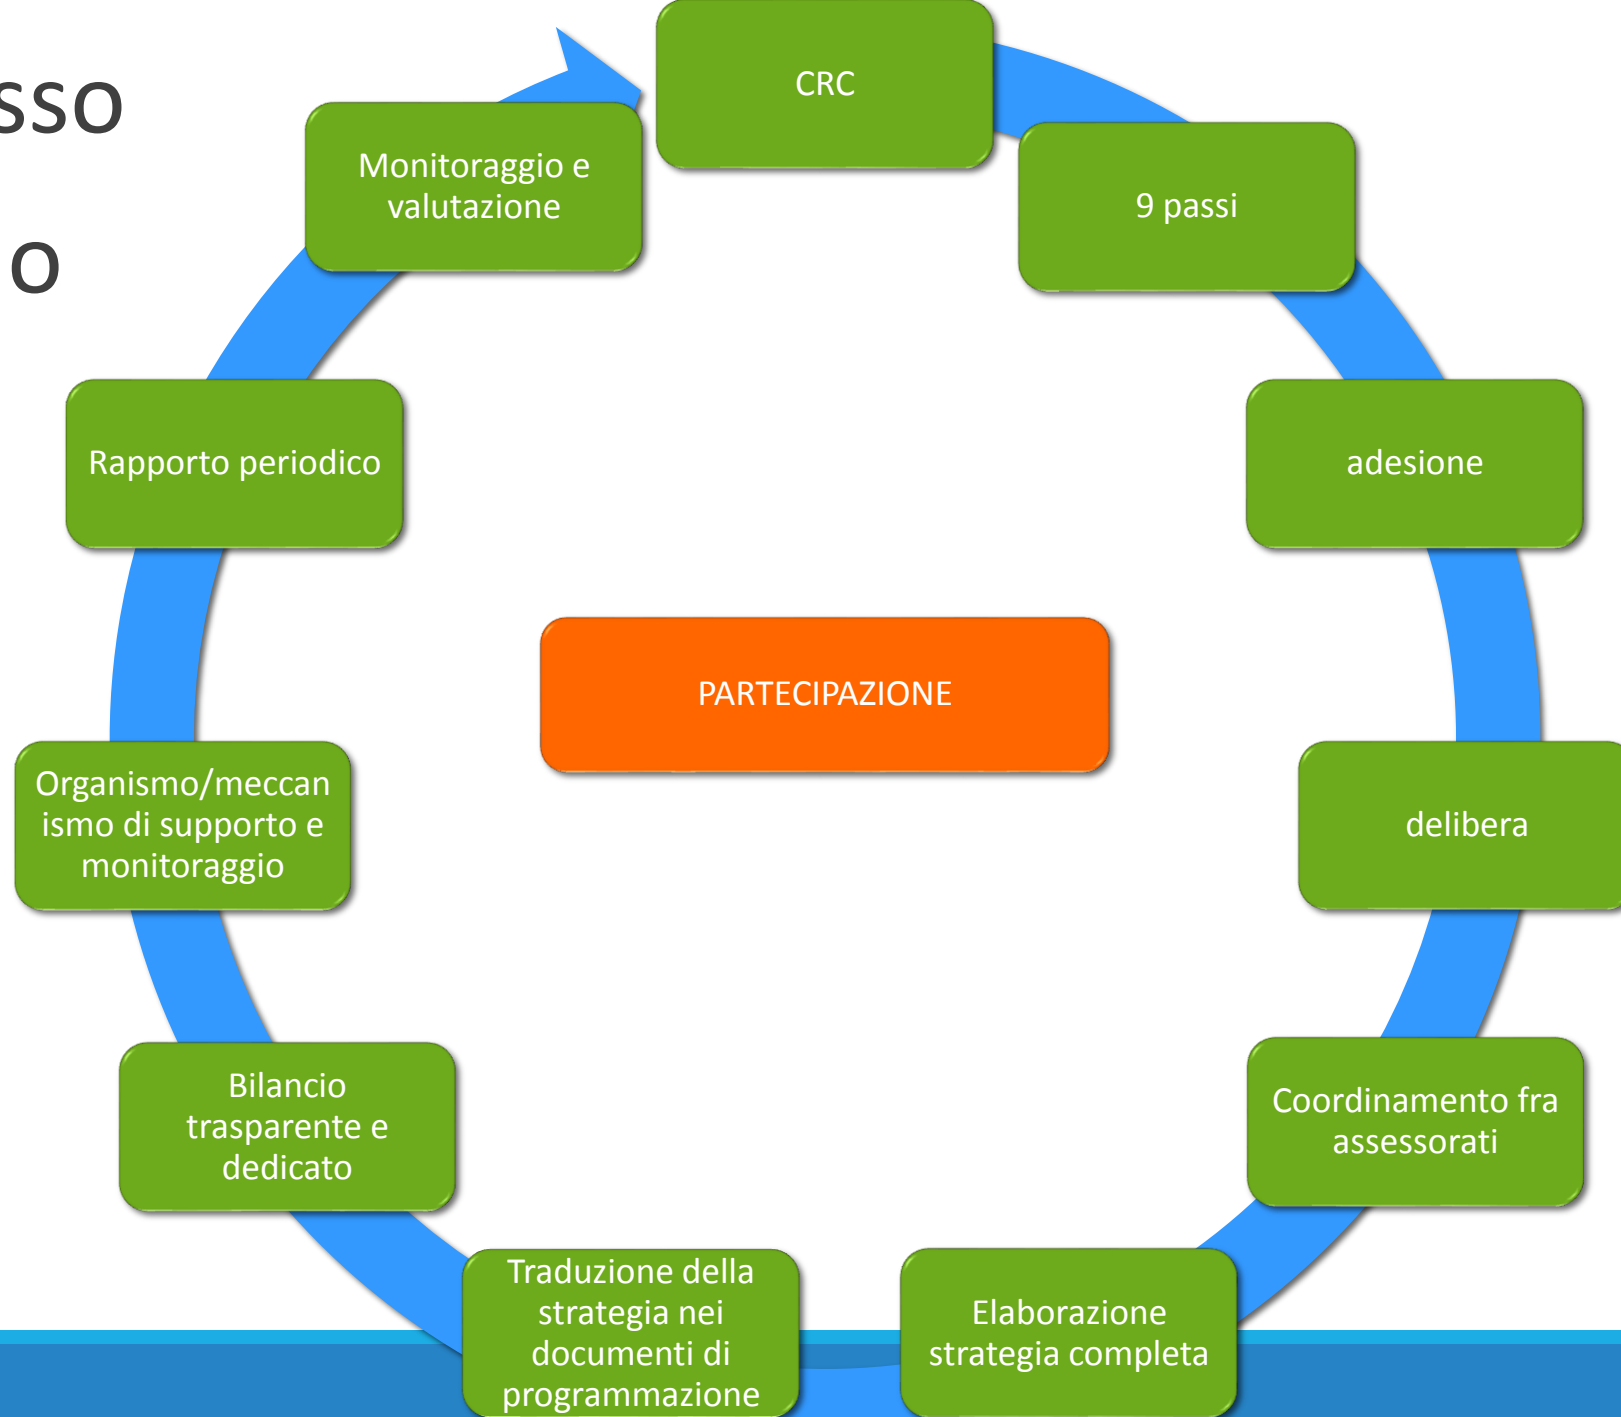 sso
o
CRC
9 passi
adesione
delibera
Coordinamento fra
assessorati
Elaborazione
strategia completa
Traduzione della
strategia nei
documenti di
programmazione
Bilancio
trasparente e
dedicato
Organismo/meccan
ismo di supporto e
monitoraggio
Rapporto periodico
Monitoraggio e
valutazione
PARTECIPAZIONE